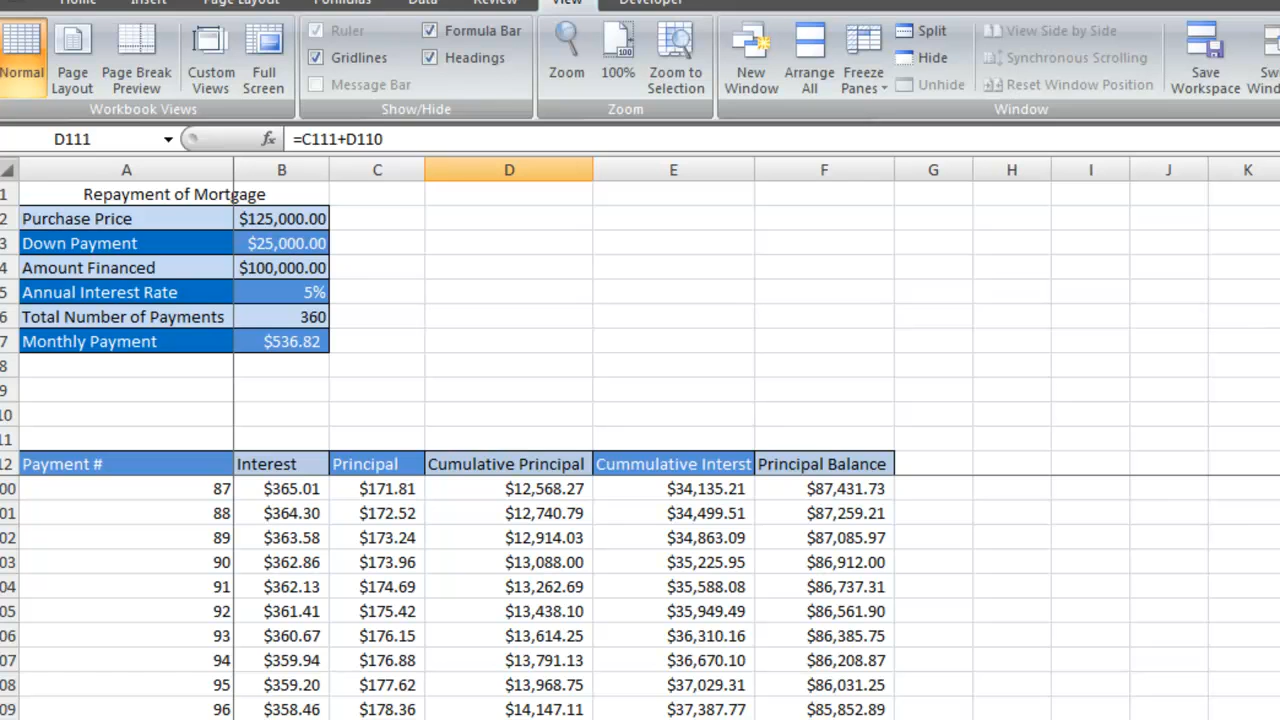 Home Insert Page Layout Formulas Data Review View Developer
Normal Page Layout Page Break Preview Custom Views Full Screen
Workbook Views
Ruler Formula Bar
Gridlines Headings
Message Bar
Show/Hide
Zoom 100% Zoom to Selection
Zoom
New Window Arrange All Freeze Panes
Split
Hide
Unhide
View Side by Side
Synchronous Scrolling
Reset Window Position
Window
Save Workspace
D111 fx =C111+D110
A B C D E F G H I J K
1 Repayment of Mortgage
2 Purchase Price $125,000.00
3 Down Payment $25,000.00
4 Amount Financed $100,000.00
5 Annual Interest Rate 5%
6 Total Number of Payments 360
7 Monthly Payment $536.82
8
9
10
11
12 Payment # Interest Principal Cumulative Principal Cummulative Interst Principal Balance
00 87 $365.01 $171.81 $12,568.27 $34,135.21 $87,431.73
01 88 $364.30 $172.52 $12,740.79 $34,499.51 $87,259.21
02 89 $363.58 $173.24 $12,914.03 $34,863.09 $87,085.97
03 90 $362.86 $173.96 $13,088.00 $35,225.95 $86,912.00
04 91 $362.13 $174.69 $13,262.69 $35,588.08 $86,737.31
05 92 $361.41 $175.42 $13,438.10 $35,949.49 $86,561.90
06 93 $360.67 $176.15 $13,614.25 $36,310.16 $86,385.75
07 94 $359.94 $176.88 $13,791.13 $36,670.10 $86,208.87
08 95 $359.20 $177.62 $13,968.75 $37,029.31 $86,031.25
09 96 $358.46 $178.36 $14,147.11 $37,387.77 $85,852.89